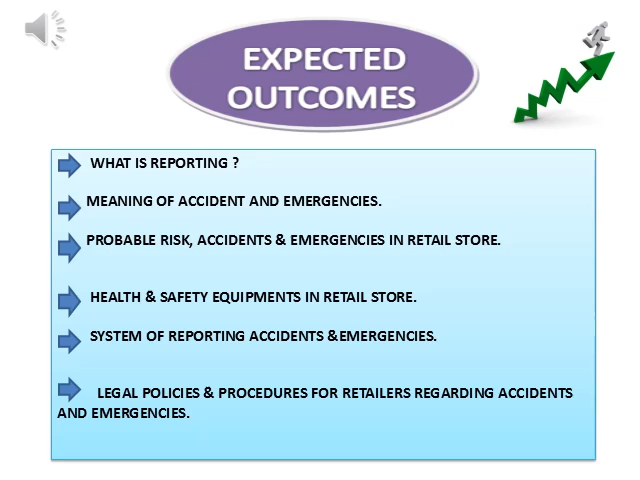 EXPECTED
OUTCOMES
WHAT IS REPORTING ?
MEANING OF ACCIDENT AND EMERGENCIES.
PROBABLE RISK, ACCIDENTS & EMERGENCIES IN RETAIL STORE.
HEALTH & SAFETY EQUIPMENTS IN RETAIL STORE.
SYSTEM OF REPORTING ACCIDENTS &EMERGENCIES.
LEGAL POLICIES & PROCEDURES FOR RETAILERS REGARDING ACCIDENTS
AND EMERGENCIES.